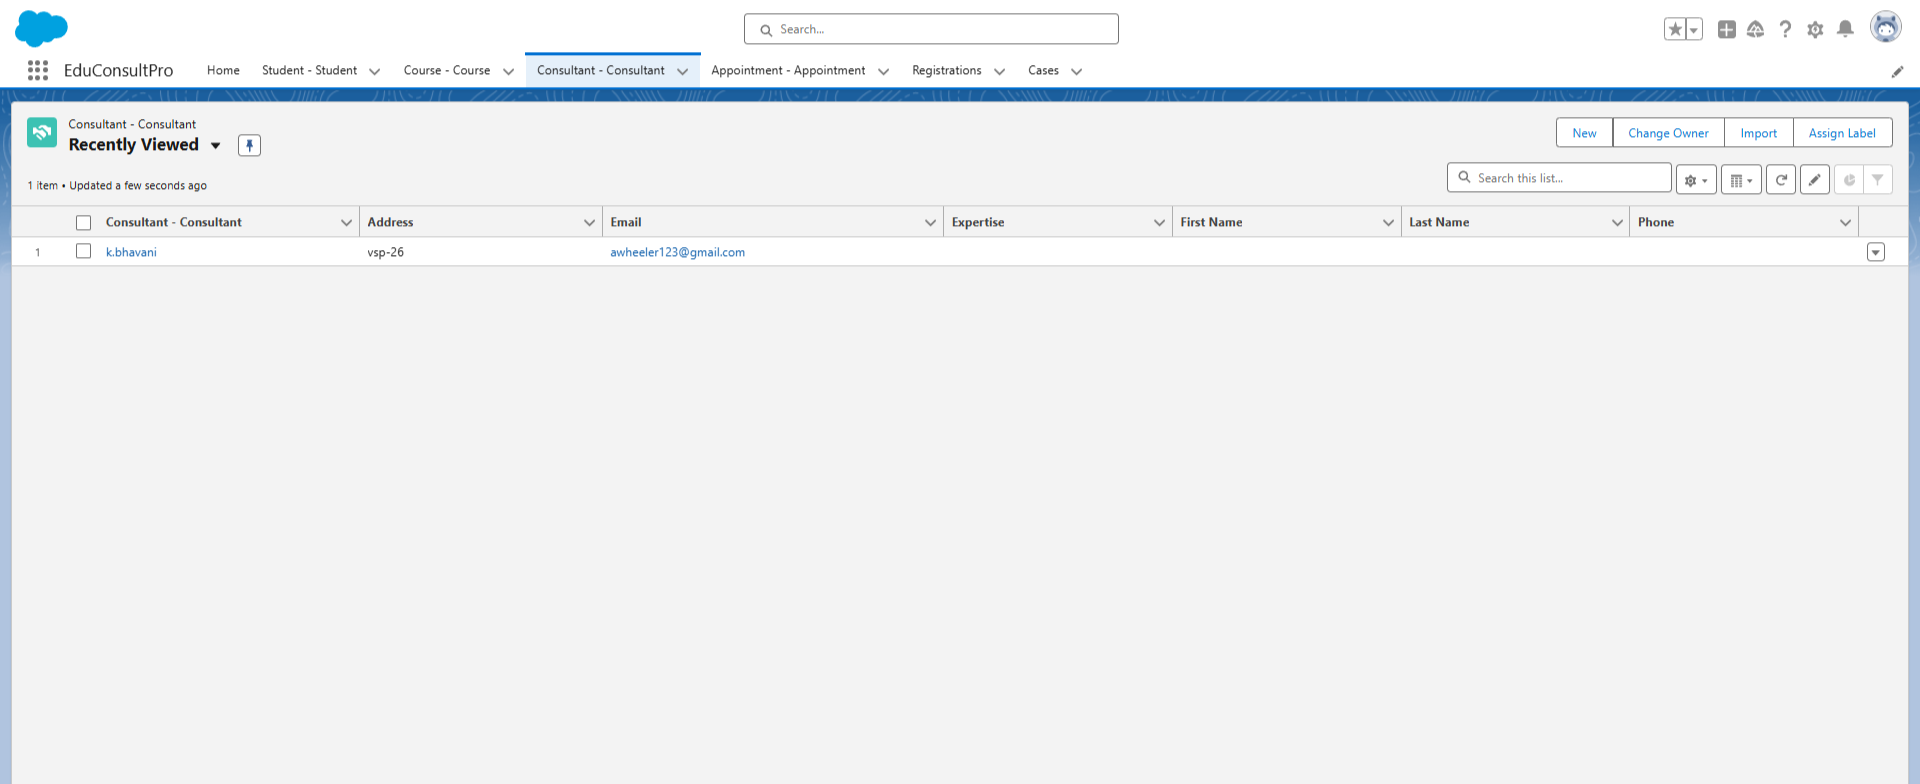 Search...
EduConsultPro Home Student - Student Course - Course Consultant - Consultant Appointment - Appointment Registrations Cases
Consultant - Consultant
Recently Viewed
New Change Owner Import Assign Label
1 item • Updated a few seconds ago
Search this list...
Consultant - Consultant Address Email Expertise First Name Last Name Phone
1 k.bhavani vsp-26 awheeler123@gmail.com